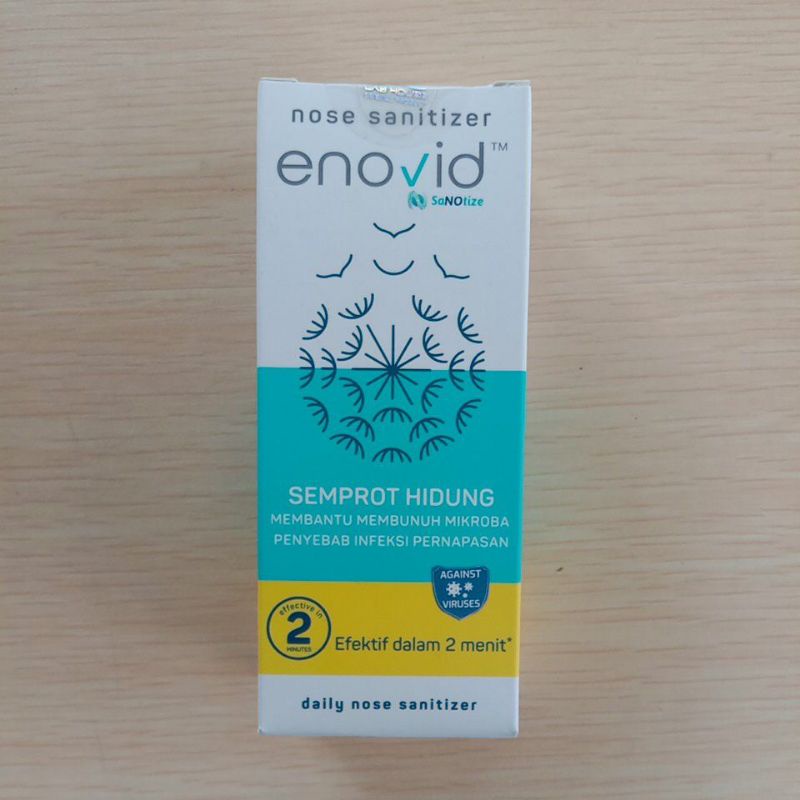 nose sanitizer
enovid™
SaNOtize
SEMPROT HIDUNG
MEMBANTU MEMBUNUH MIKROBA
PENYEBAB INFEKSI PERNAPASAN
AGAINST
VIRUSES
effective in
2
MINUTES
Efektif dalam 2 menit*
daily nose sanitizer